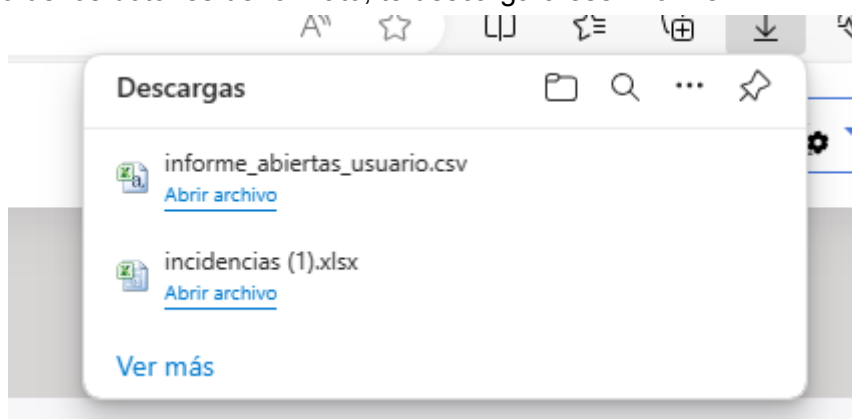 Descargas
informe_abiertas_usuario.csv
Abrir archivo
incidencias (1).xlsx
Abrir archivo
Ver más